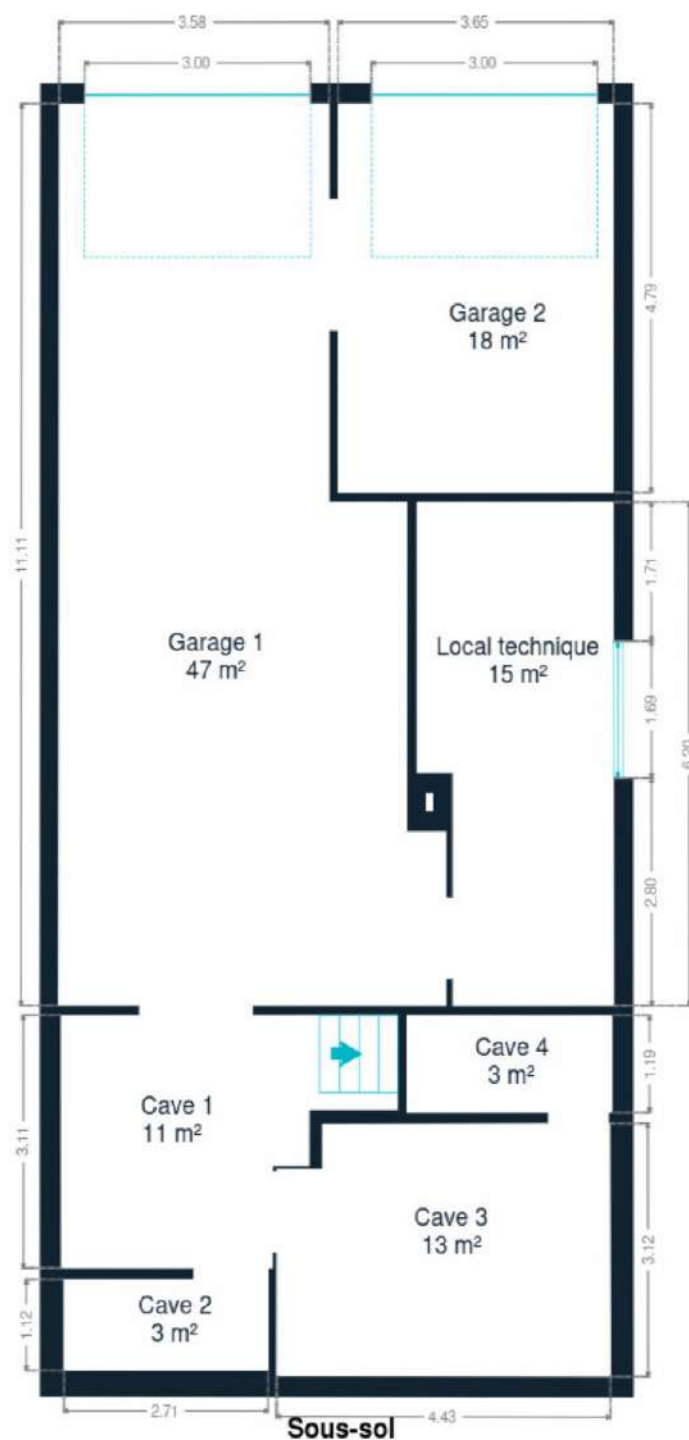 3.58
3.65
3.00
3.00
Garage 2
18 m²
4.79
11.11
Garage 1
47 m²
Local technique
15 m²
1.71
1.69
6.20
2.80
Cave 4
3 m²
1.19
Cave 1
11 m²
3.11
Cave 3
13 m²
3.12
Cave 2
3 m²
1.12
2.71
4.43
Sous-sol